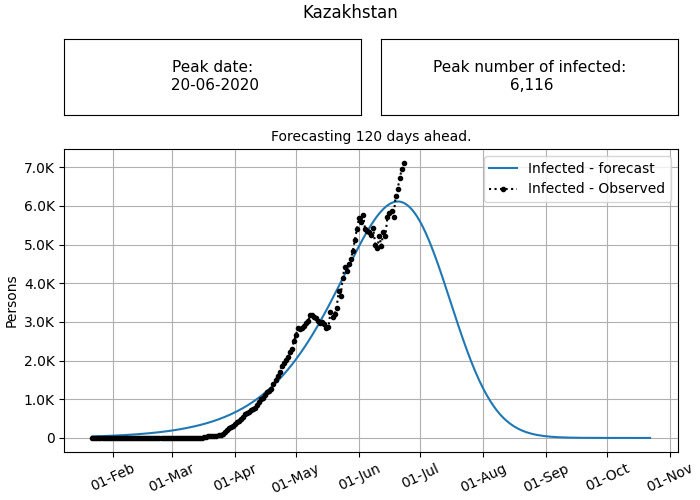 Kazakhstan
Peak date:
20-06-2020
Peak number of infected:
6,116
Forecasting 120 days ahead.
Infected - forecast
Infected - Observed
Persons
7.0K
6.0K
5.0K
4.0K
3.0K
2.0K
1.0K
0
01-Feb
01-Mar
01-Apr
01-May
01-Jun
01-Jul
01-Aug
01-Sep
01-Oct
01-Nov